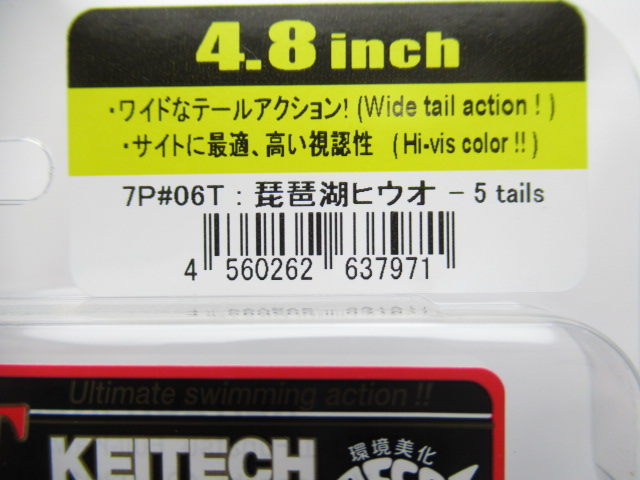 4.8 inch
・ワイドなテールアクション! (Wide tail action ! )
・サイトに最適、高い視認性 ( Hi-vis color !! )
7P#06T : 琵琶湖ヒウオ - 5 tails
4 560262 637971
Ultimate swimming action !!
KEITECH
環境美化